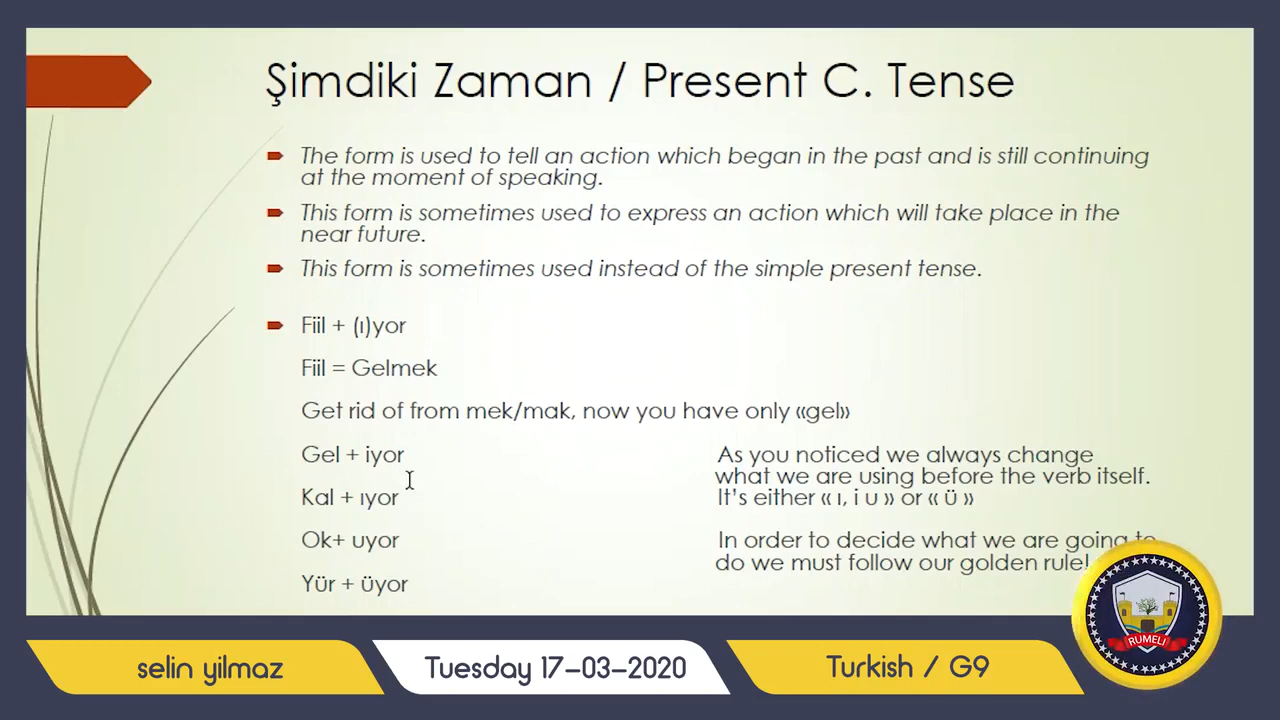 Şimdiki Zaman / Present C. Tense
The form is used to tell an action which began in the past and is still continuing
at the moment of speaking.
This form is sometimes used to express an action which will take place in the
near future.
This form is sometimes used instead of the simple present tense.
Fiil + (ı)yor
Fiil = Gelmek
Get rid of from mek/mak, now you have only «gel»
Gel + iyor
Kal + ıyor
Ok+ uyor
Yür + üyor
As you noticed we always change
what we are using before the verb itself.
It's either « ı, i u » or « ü »
In order to decide what we are going to
do we must follow our golden rule!
RUMELİ
selin yilmaz
Tuesday 17-03-2020
Turkish / G9